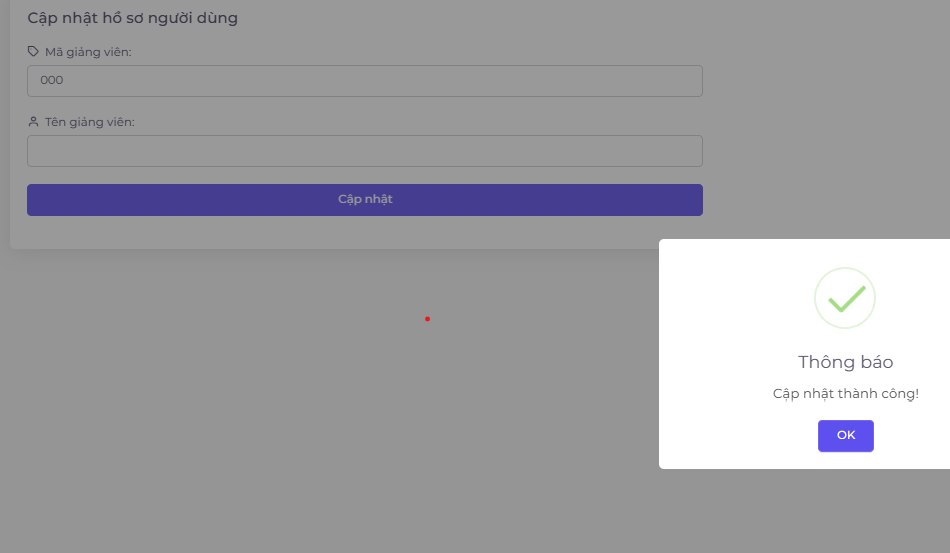 Cập nhật hồ sơ người dùng
Mã giảng viên:
000
Tên giảng viên:
Cập nhật
Thông báo
Cập nhật thành công!
OK